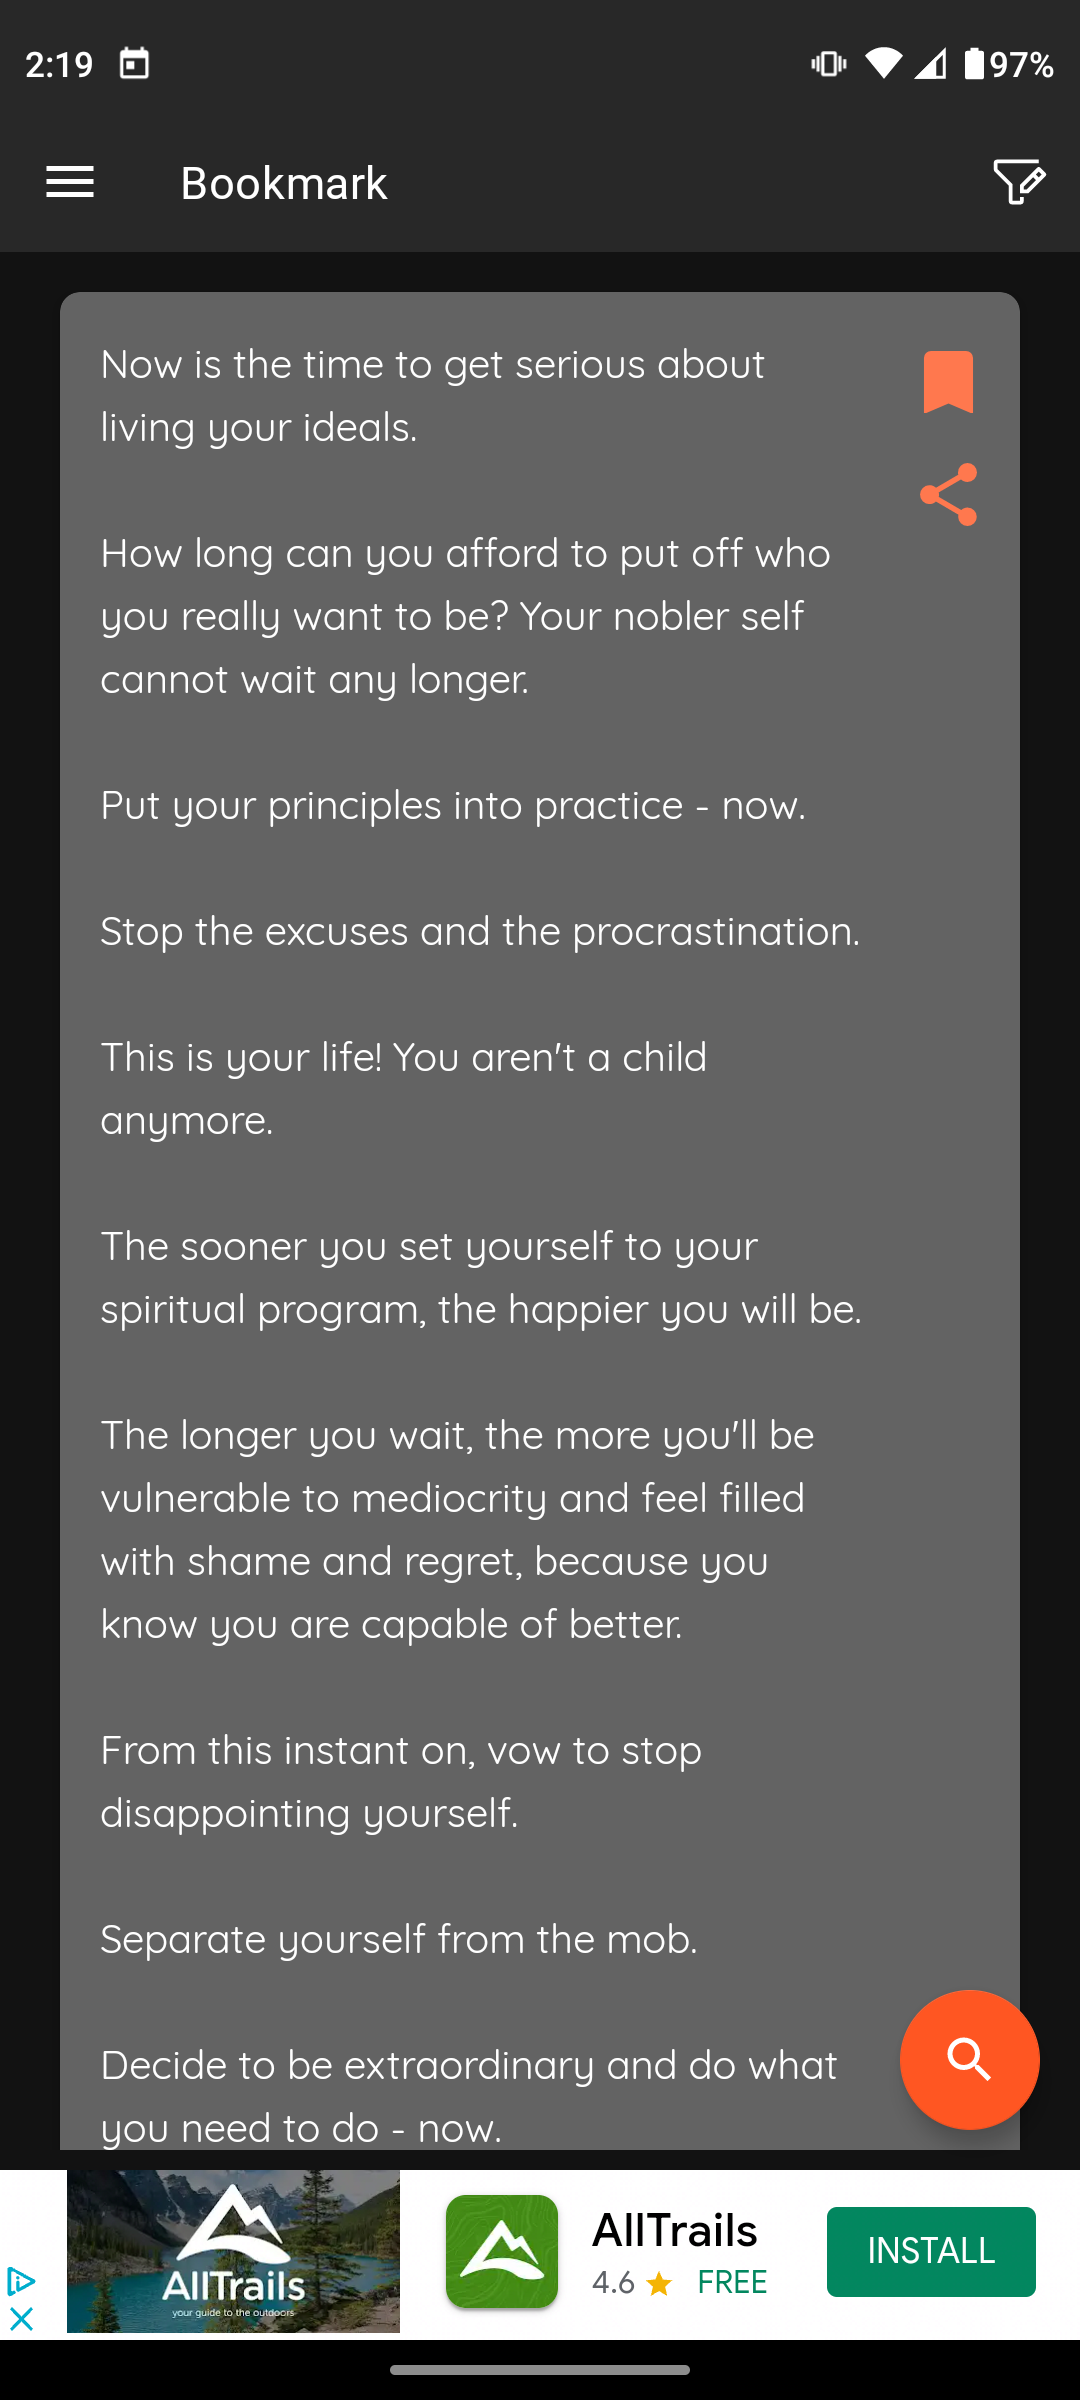 2:19
97%
Bookmark
Now is the time to get serious about
living your ideals.
How long can you afford to put off who
you really want to be? Your nobler self
cannot wait any longer.
Put your principles into practice - now.
Stop the excuses and the procrastination.
This is your life! You aren't a child
anymore.
The sooner you set yourself to your
spiritual program, the happier you will be.
The longer you wait, the more you'll be
vulnerable to mediocrity and feel filled
with shame and regret, because you
know you are capable of better.
From this instant on, vow to stop
disappointing yourself.
Separate yourself from the mob.
Decide to be extraordinary and do what
you need to do - now.
AllTrails
your guide to the outdoors
AllTrails
4.6 FREE
INSTALL